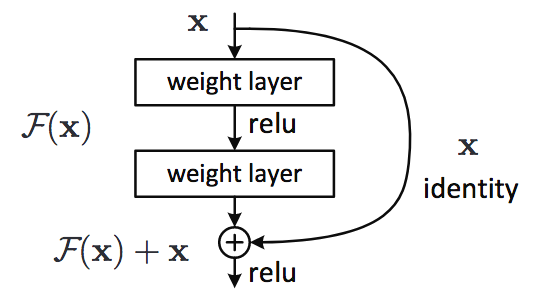 x
weight layer
relu
F(x)
x
weight layer
identity
F(x) + x
relu